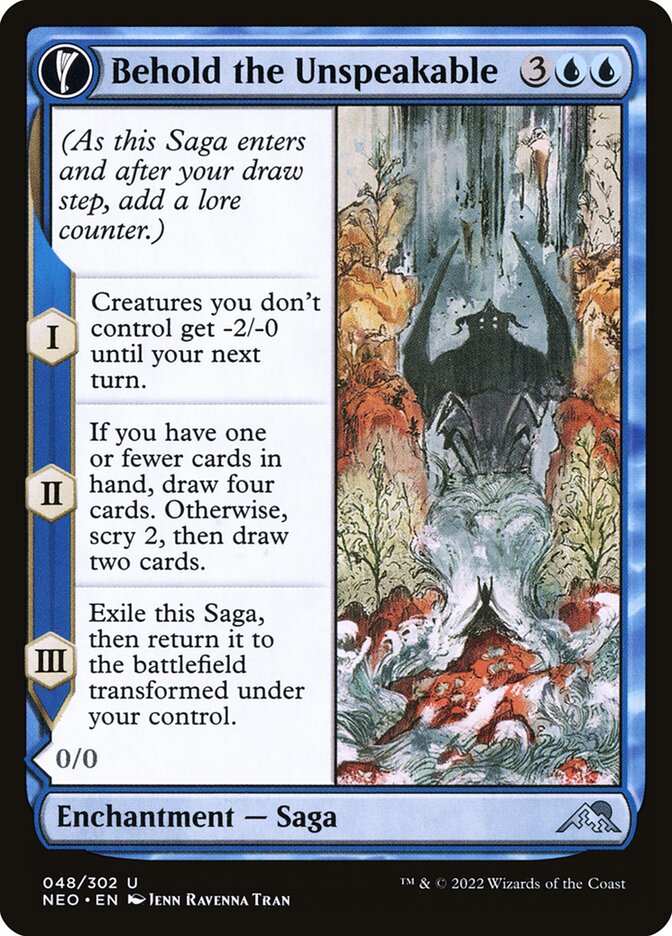 Behold the Unspeakable 3
(As this Saga enters
and after your draw
step, add a lore
counter.)
I
Creatures you don't
control get -2/-0
until your next
turn.
II
If you have one
or fewer cards in
hand, draw four
cards. Otherwise,
scry 2, then draw
two cards.
III
Exile this Saga,
then return it to
the battlefield
transformed under
your control.
0/0
Enchantment — Saga
048/302 U
NEO • EN Jenn Ravenna Tran
™ & © 2022 Wizards of the Coast